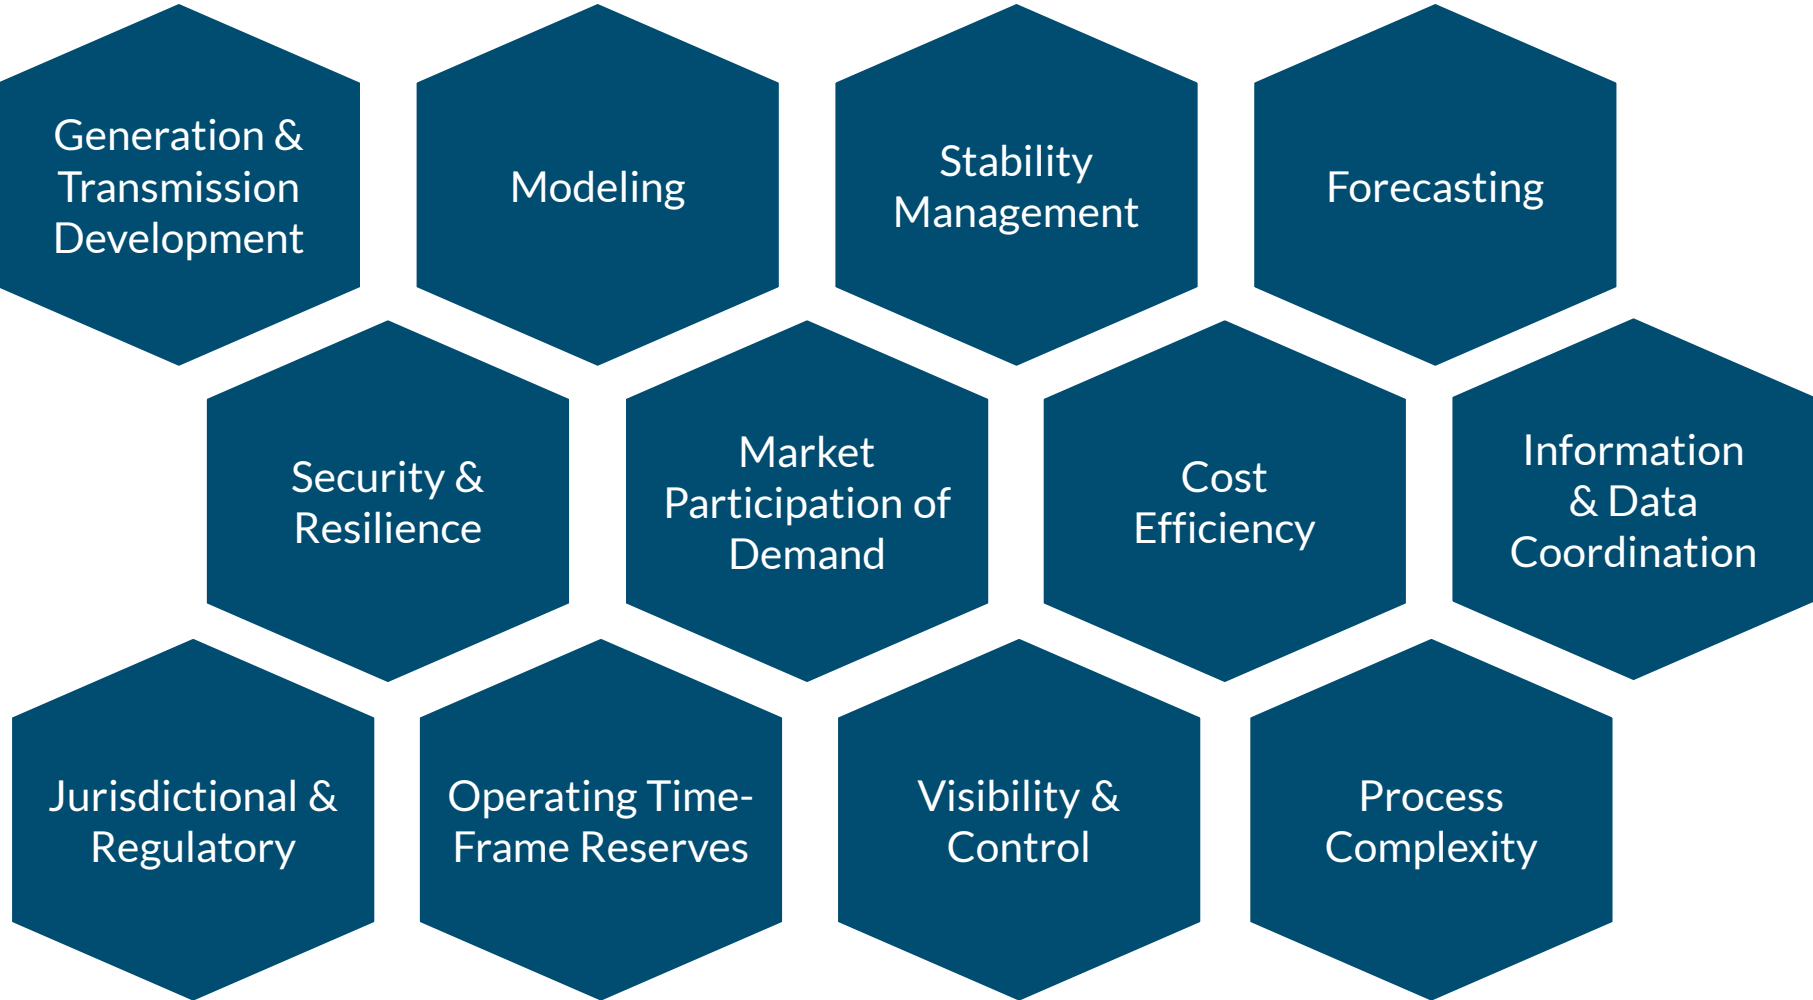 Generation &
Transmission
Development
Modeling
Stability
Management
Forecasting
Security &
Resilience
Market
Participation of
Demand
Cost
Efficiency
Information
& Data
Coordination
Jurisdictional &
Regulatory
Operating Time-
Frame Reserves
Visibility &
Control
Process
Complexity